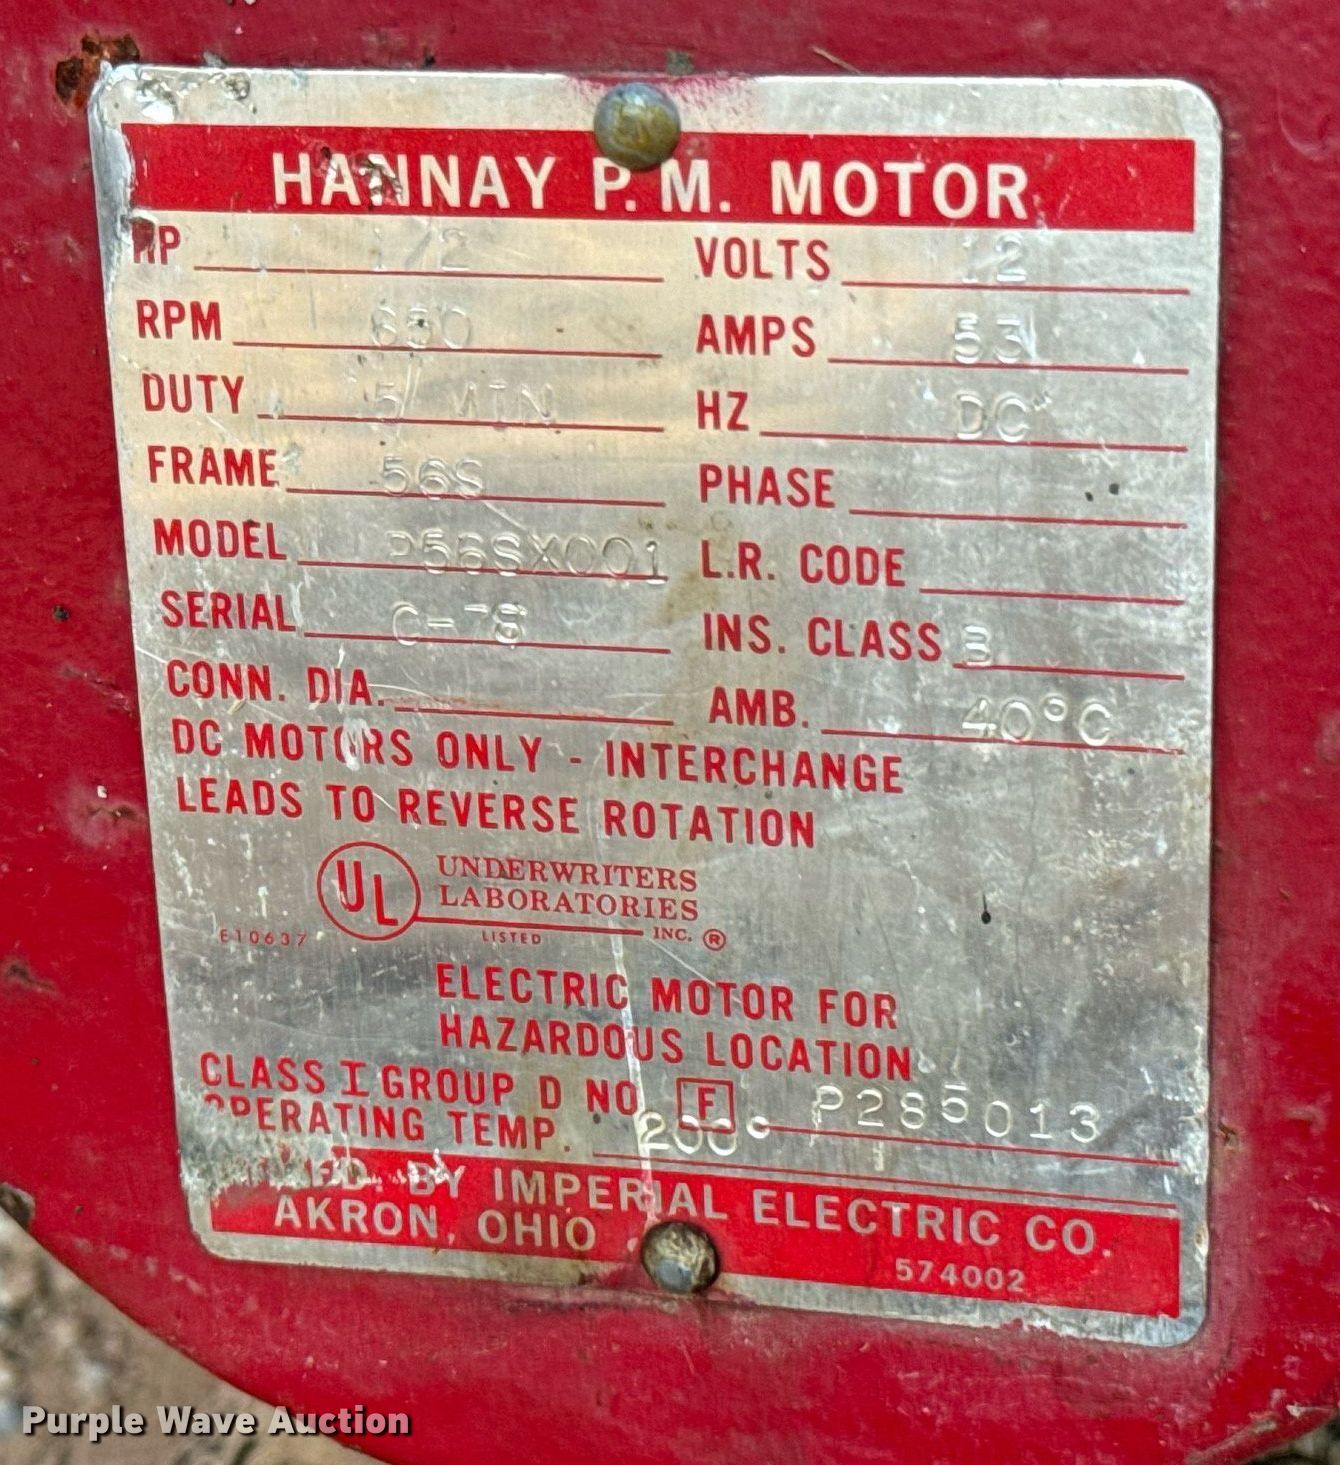 HANNAY P.M. MOTOR
HP 1/2 VOLTS 12
RPM 650 AMPS 53
DUTY 15 MIN HZ DC
FRAME 56S PHASE
MODEL P56SX001 L.R. CODE
SERIAL C-78 INS. CLASS B
CONN. DIA. AMB. 40°C
DC MOTORS ONLY - INTERCHANGE
LEADS TO REVERSE ROTATION
UL UNDERWRITERS
LABORATORIES
E10637 LISTED INC. ®
ELECTRIC MOTOR FOR
HAZARDOUS LOCATION
CLASS I GROUP D NO F P285013
OPERATING TEMP. 200°
BY IMPERIAL ELECTRIC CO.
AKRON, OHIO 574002
Purple Wave Auction